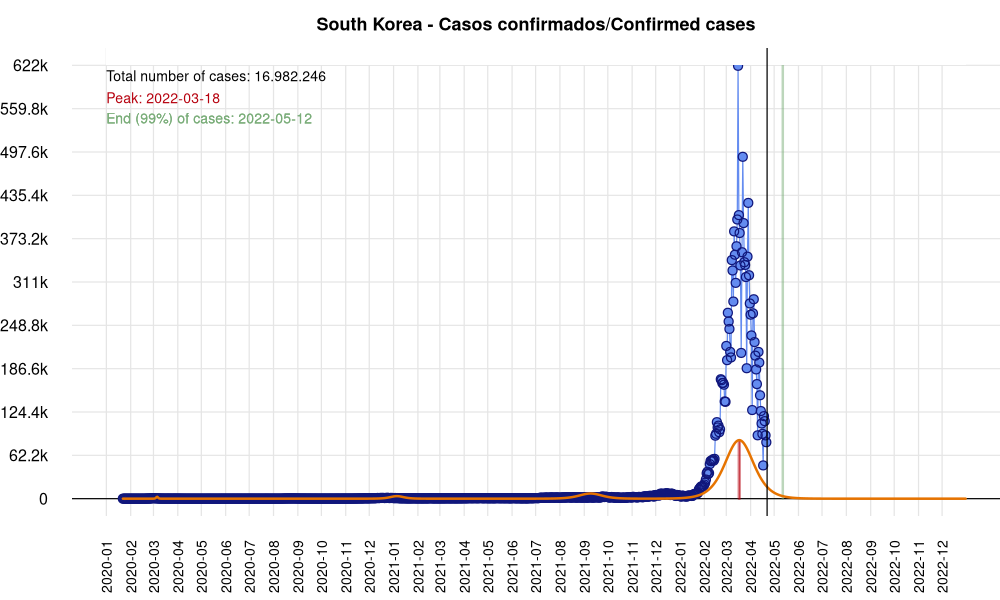 South Korea - Casos confirmados/Confirmed cases
622k
559.8k
497.6k
435.4k
373.2k
311k
248.8k
186.6k
124.4k
62.2k
0
Total number of cases: 16.982.246
Peak: 2022-03-18
End (99%) of cases: 2022-05-12
2020-01
2020-02
2020-03
2020-04
2020-05
2020-06
2020-07
2020-08
2020-09
2020-10
2020-11
2020-12
2021-01
2021-02
2021-03
2021-04
2021-05
2021-06
2021-07
2021-08
2021-09
2021-10
2021-11
2021-12
2022-01
2022-02
2022-03
2022-04
2022-05
2022-06
2022-07
2022-08
2022-09
2022-10
2022-11
2022-12